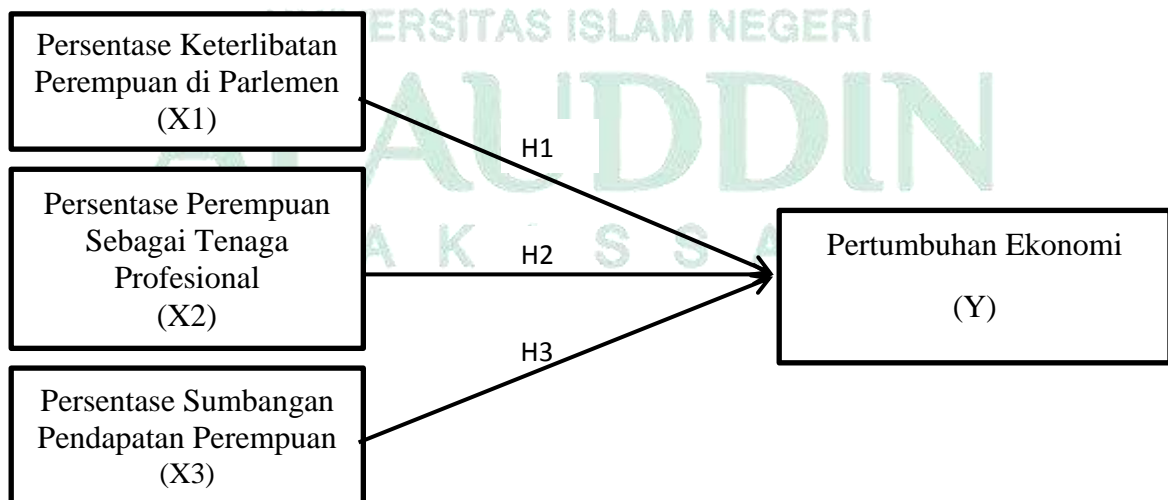 UNIVERSITAS ISLAM NEGERI
ALAUDDIN
Persentase Keterlibatan
Perempuan di Parlemen
(X1)
H1
Persentase Perempuan
Sebagai Tenaga
Profesional
(X2)
H2
Pertumbuhan Ekonomi
(Y)
Persentase Sumbangan
Pendapatan Perempuan
(X3)
H3